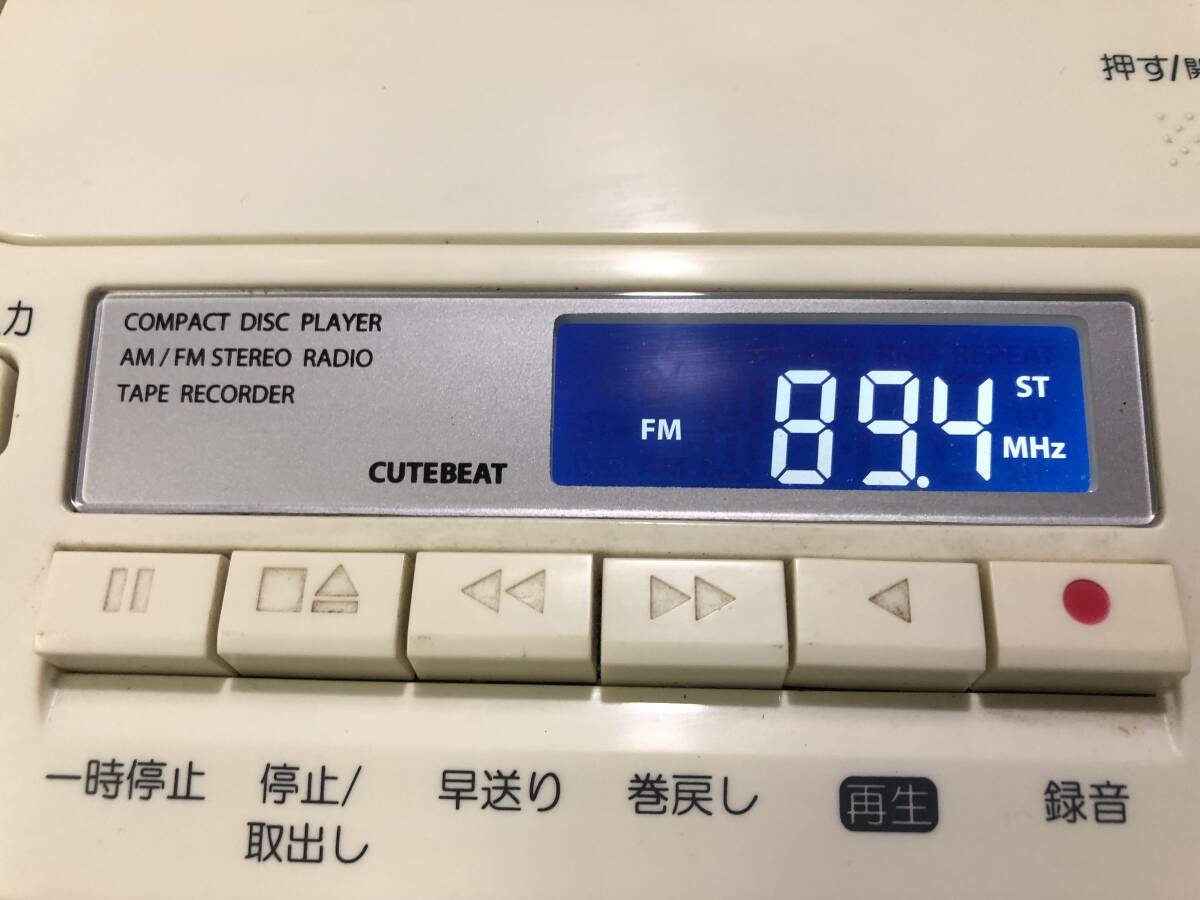 押す/開
力
COMPACT DISC PLAYER
AM / FM STEREO RADIO
TAPE RECORDER
CUTEBEAT
FM 89.4 ST
MHz
一時停止
停止/
取出し
早送り
巻戻し
再生
録音